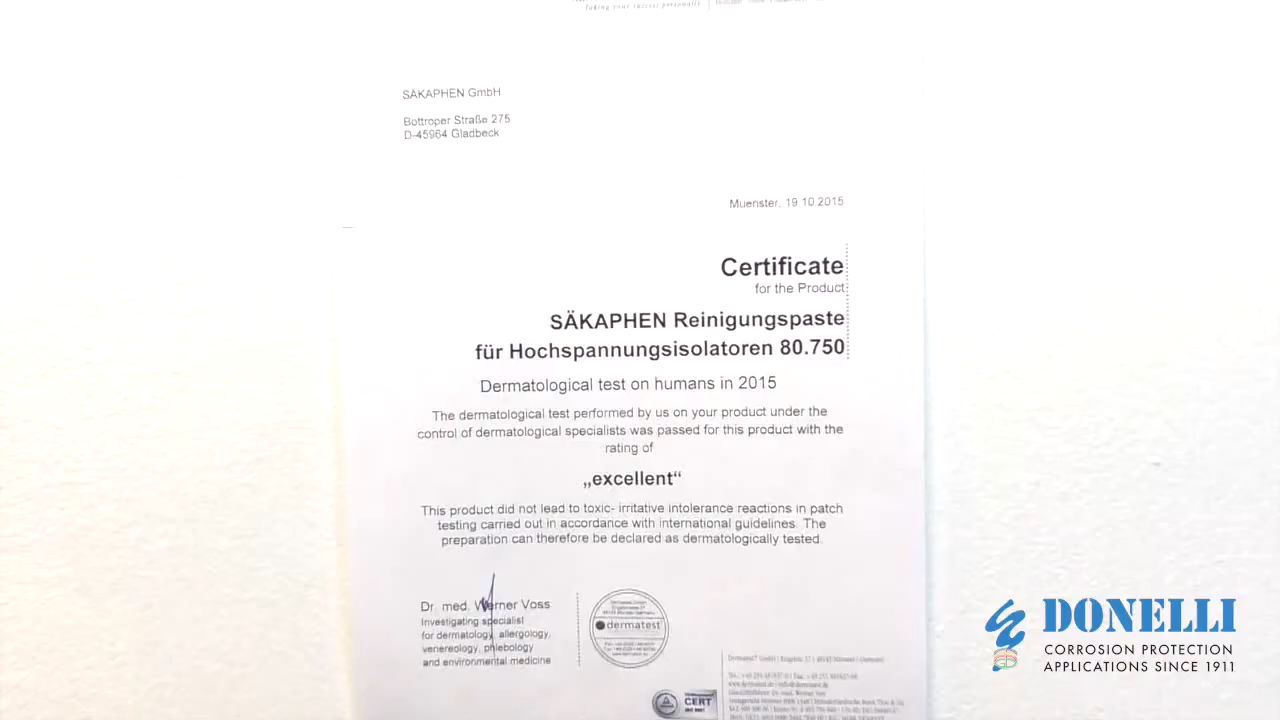 Taking your success personally
SÄKAPHEN GmbH
Bottroper Straße 275
D-45964 Gladbeck
Muenster, 19.10.2015
Certificate
for the Product
SÄKAPHEN Reinigungspaste
für Hochspannungsisolatoren 80.750
Dermatological test on humans in 2015
The dermatological test performed by us on your product under the
control of dermatological specialists was passed for this product with the
rating of
„excellent“
This product did not lead to toxic- irritative intolerance reactions in patch
testing carried out in accordance with international guidelines. The
preparation can therefore be declared as dermatologically tested.
Dr. med. Werner Voss
Investigating specialist
for dermatology, allergology,
venereology, phlebology
and environmental medicine
dermatest
CERT
DONELLI
CORROSION PROTECTION
APPLICATIONS SINCE 1911